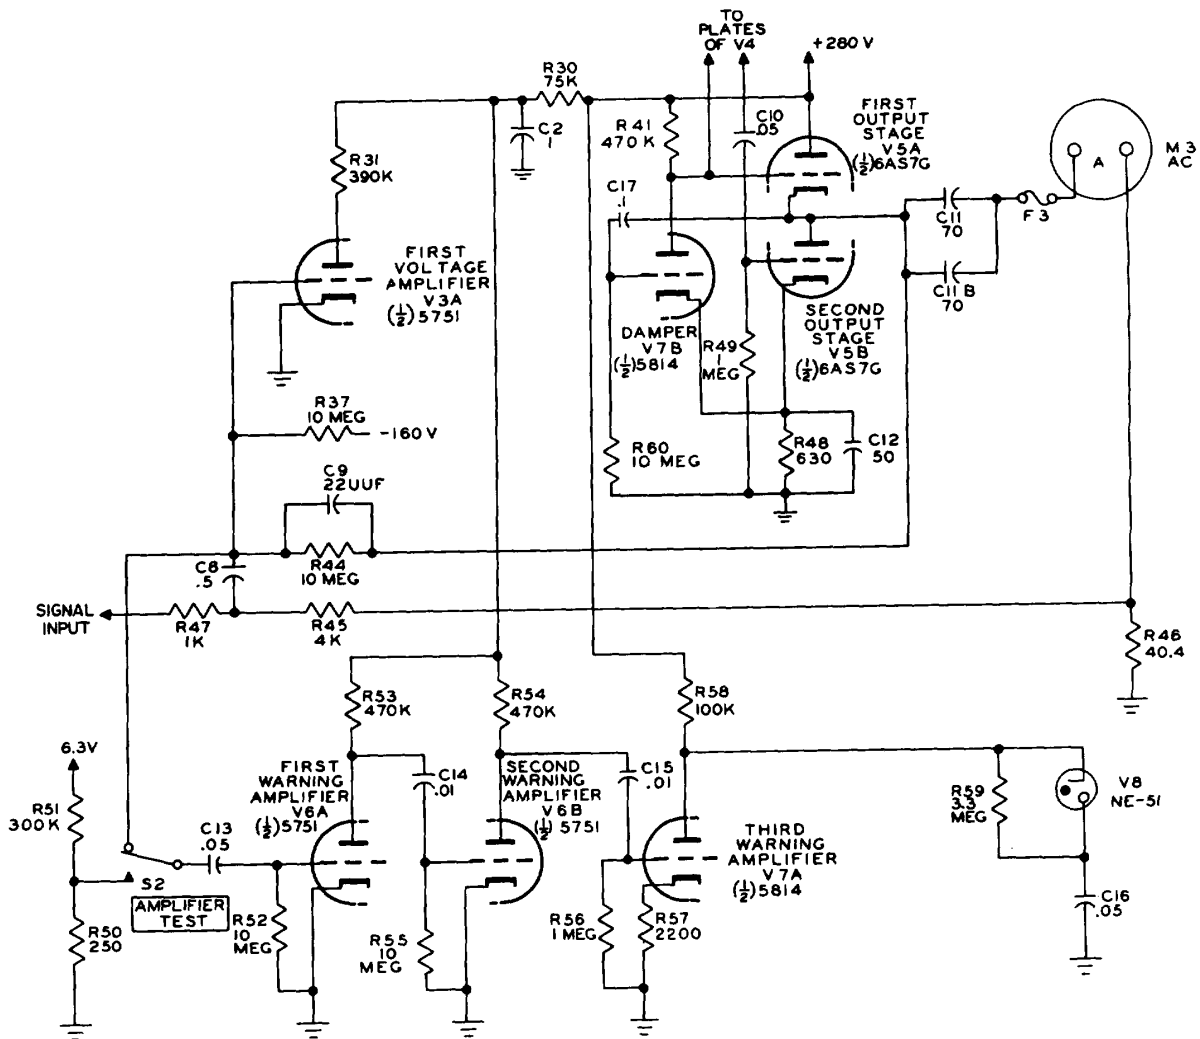 TO
PLATES
OF V4
+280 V
R30
75K
C2
1
R31
390K
R41
470K
C10
.05
FIRST
OUTPUT
STAGE
V5A
(1/2)6AS7G
A
M3
AC
C17
.1
C11
70
F3
FIRST
VOLTAGE
AMPLIFIER
V3A
(1/2)5751
C11B
70
DAMPER
V7B
(1/2)5814
R49
1
MEG
SECOND
OUTPUT
STAGE
V5B
(1/2)6AS7G
R37
10 MEG
-160 V
R60
10 MEG
R48
630
C12
50
C9
22UUF
R44
10 MEG
C8
.5
SIGNAL
INPUT
R47
1K
R45
4K
R46
40.4
R53
470K
R54
470K
R58
100K
6.3V
R51
300K
FIRST
WARNING
AMPLIFIER
V6A
(1/2)5751
C14
.01
SECOND
WARNING
AMPLIFIER
V6B
(1/2) 5751
C15
.01
R59
3.3
MEG
V8
NE-51
C13
.05
THIRD
WARNING
AMPLIFIER
V7A
(1/2)5814
S2
AMPLIFIER
TEST
R50
250
R52
10
MEG
R55
10
MEG
R56
1 MEG
R57
2200
C16
.05